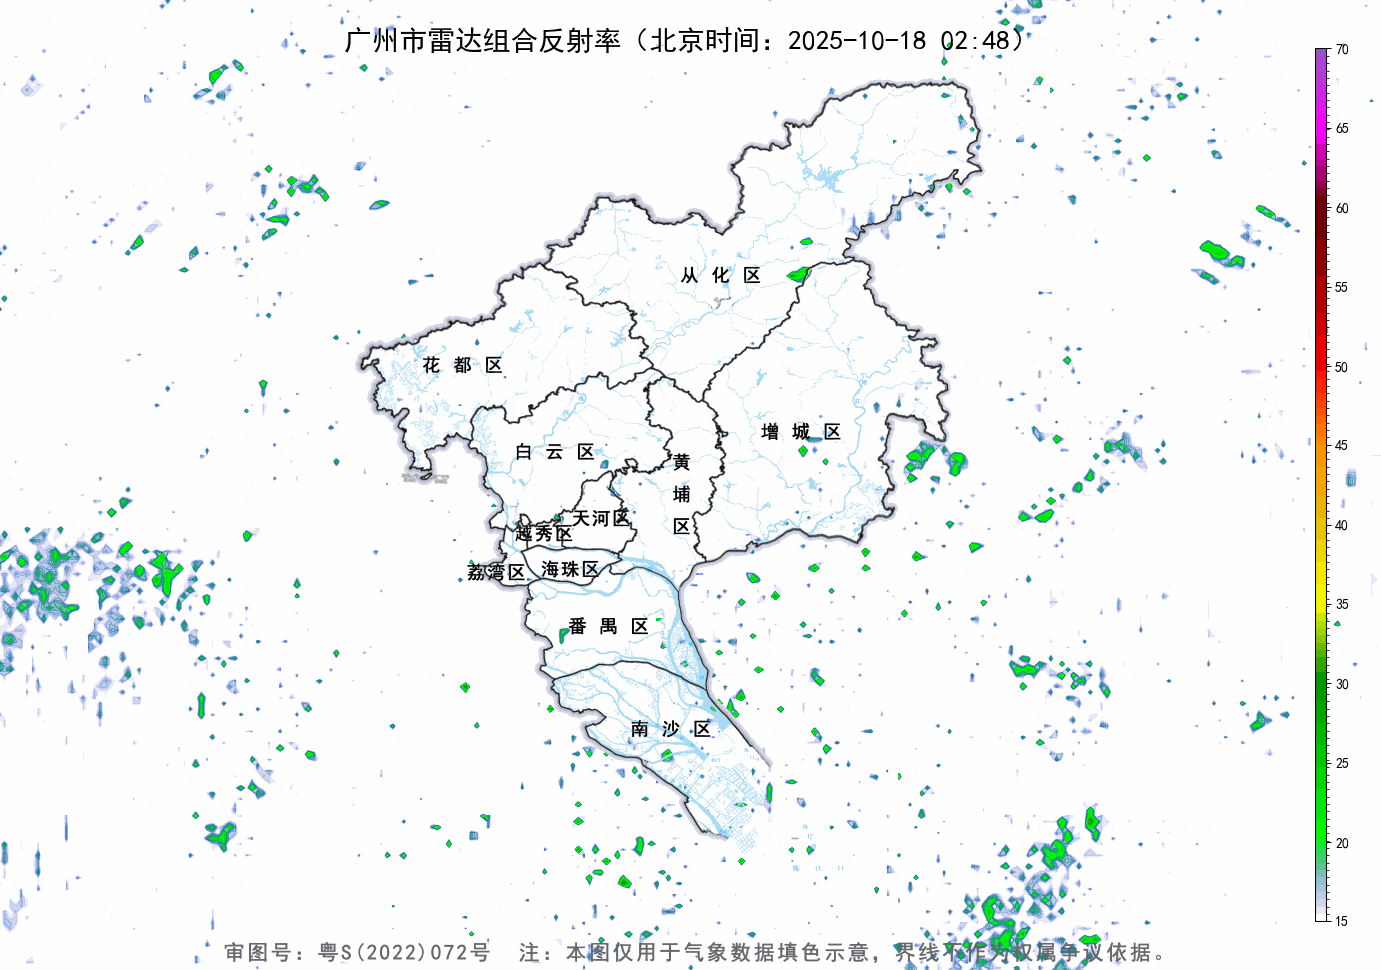 广州市雷达组合反射率（北京时间：2025-10-18 02:48）
70
65
60
55
50
45
40
35
30
25
20
15
从化区
花都区
增城区
白云区
黄埔区
天河区
越秀区
荔湾区
海珠区
番禺区
南沙区
审图号：粤S(2022)072号 注：本图仅用于气象数据填色示意，界线不作为权属争议依据。